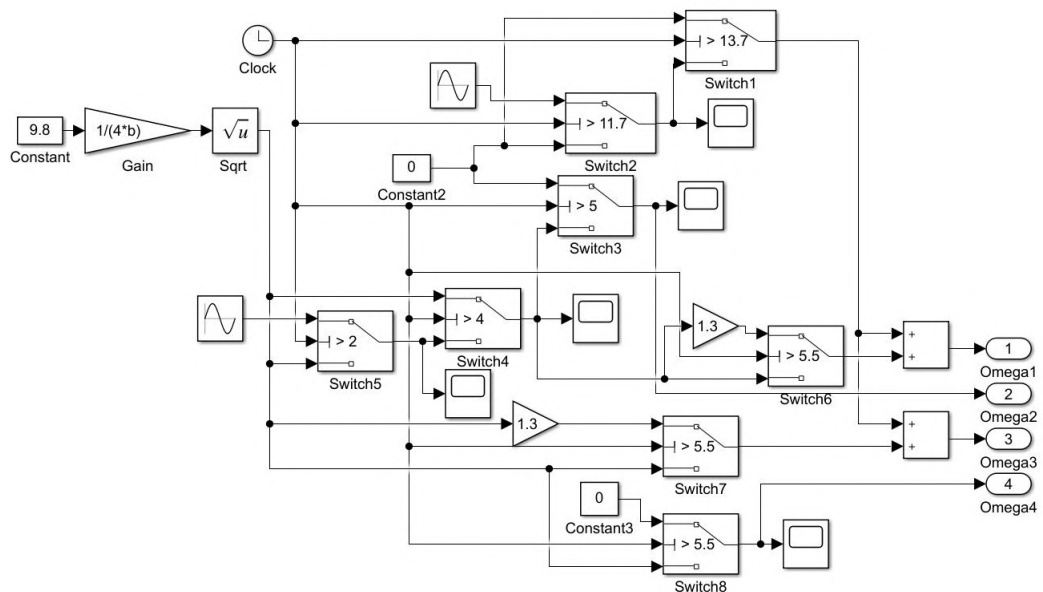 > 13.7
Switch1
Clock
> 11.7
Switch2
9.8
Constant
1/(4*b)
Gain
√u
Sqrt
0
Constant2
> 5
Switch3
> 4
Switch4
> 2
Switch5
1.3
> 5.5
Switch6
+
+
1
Omega1
2
Omega2
1.3
> 5.5
Switch7
+
+
3
Omega3
4
Omega4
0
Constant3
> 5.5
Switch8